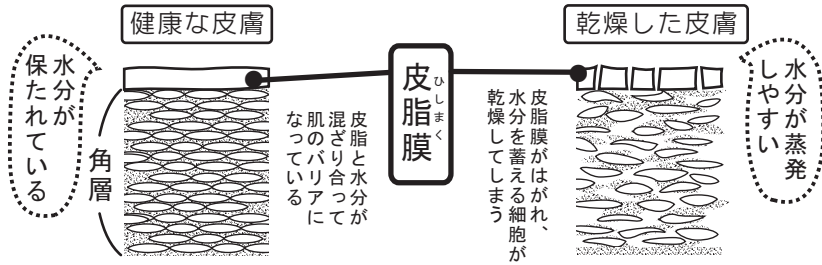 健康な皮膚
乾燥した皮膚
水分が
保たれている
角層
皮脂と水分が
混ざり合って
肌のバリアに
なっている
皮脂膜
ひしまく
皮脂膜がはがれ、
水分を蓄える細胞が
乾燥してしまう
水分が蒸発
しやすい